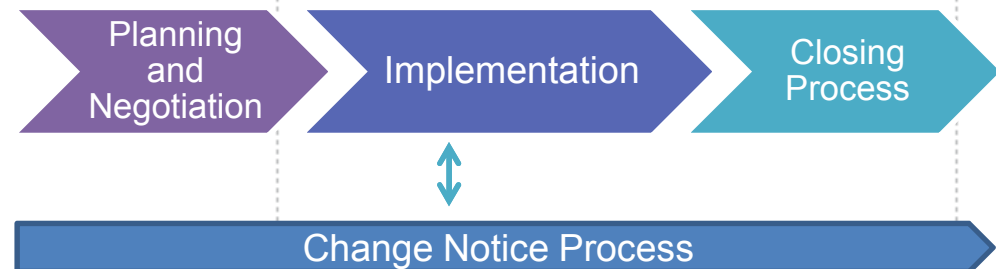 Planning
and
Negotiation
Implementation
Closing
Process
Change Notice Process